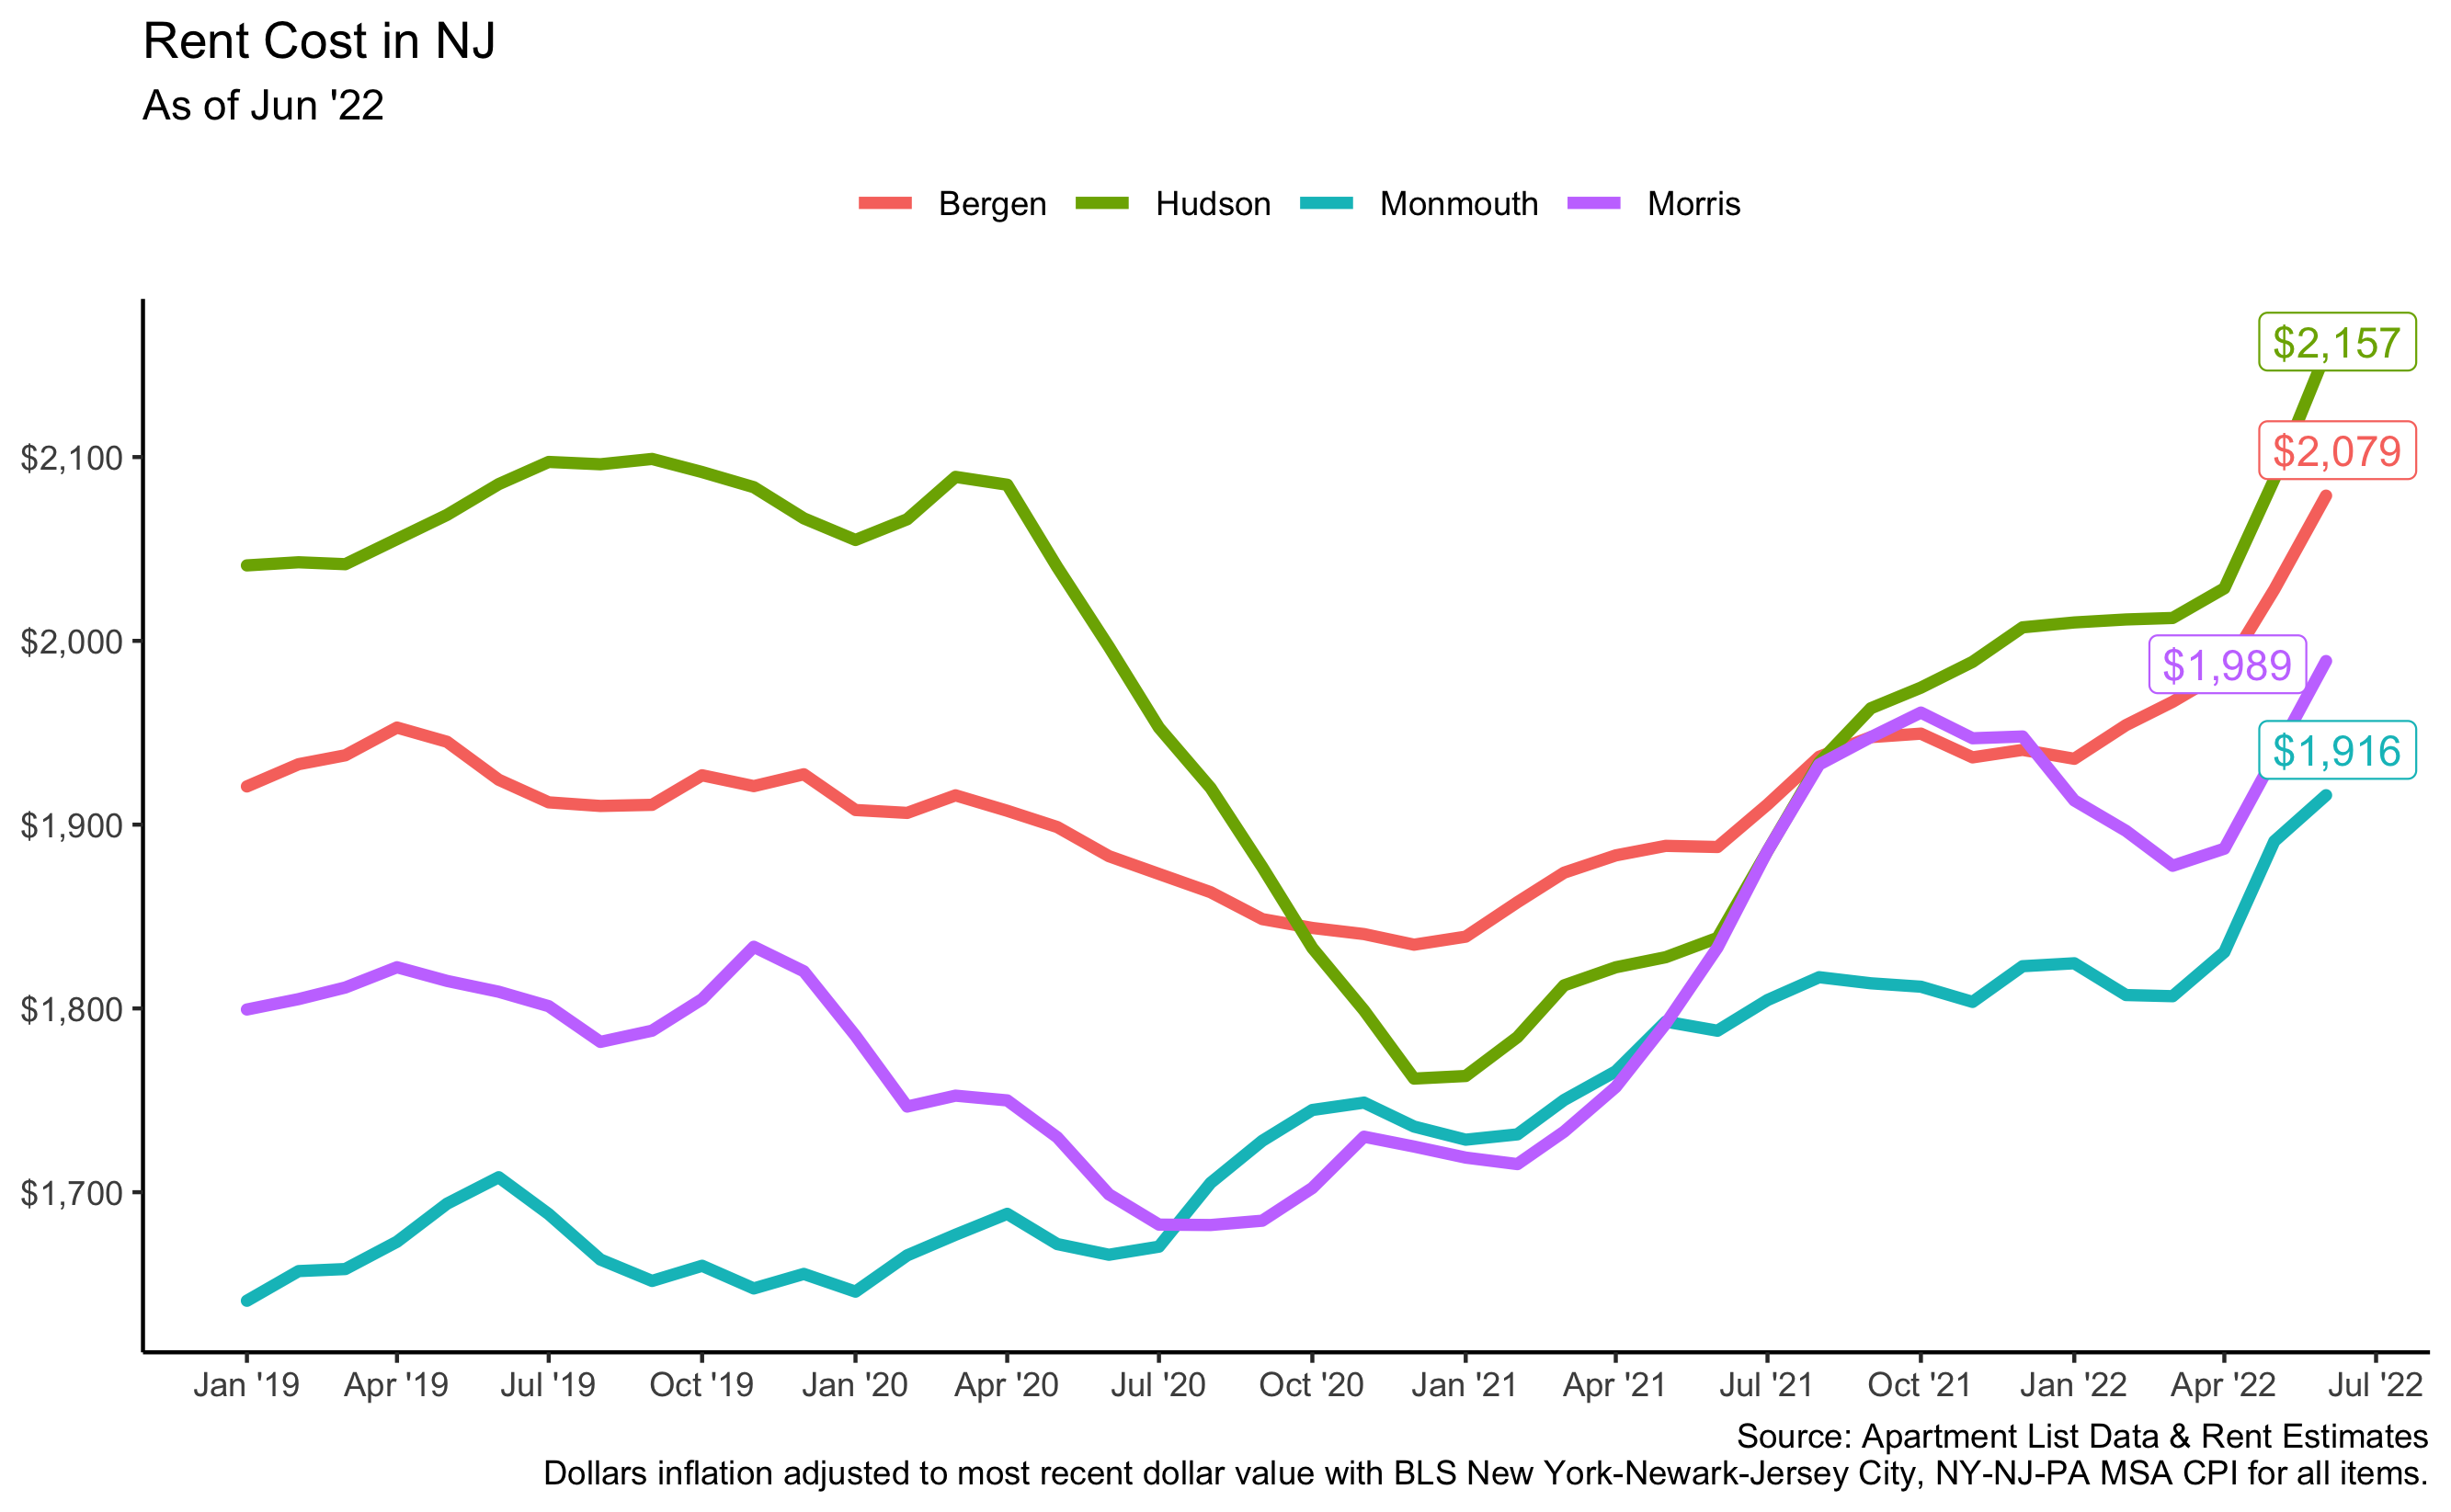 Rent Cost in NJ
As of Jun '22
Bergen Hudson Monmouth Morris
$2,157
$2,100
$2,079
$2,000
$1,989
$1,916
$1,900
$1,800
$1,700
Jan '19 Apr '19 Jul '19 Oct '19 Jan '20 Apr '20 Jul '20 Oct '20 Jan '21 Apr '21 Jul '21 Oct '21 Jan '22 Apr '22 Jul '22
Source: Apartment List Data & Rent Estimates
Dollars inflation adjusted to most recent dollar value with BLS New York-Newark-Jersey City, NY-NJ-PA MSA CPI for all items.